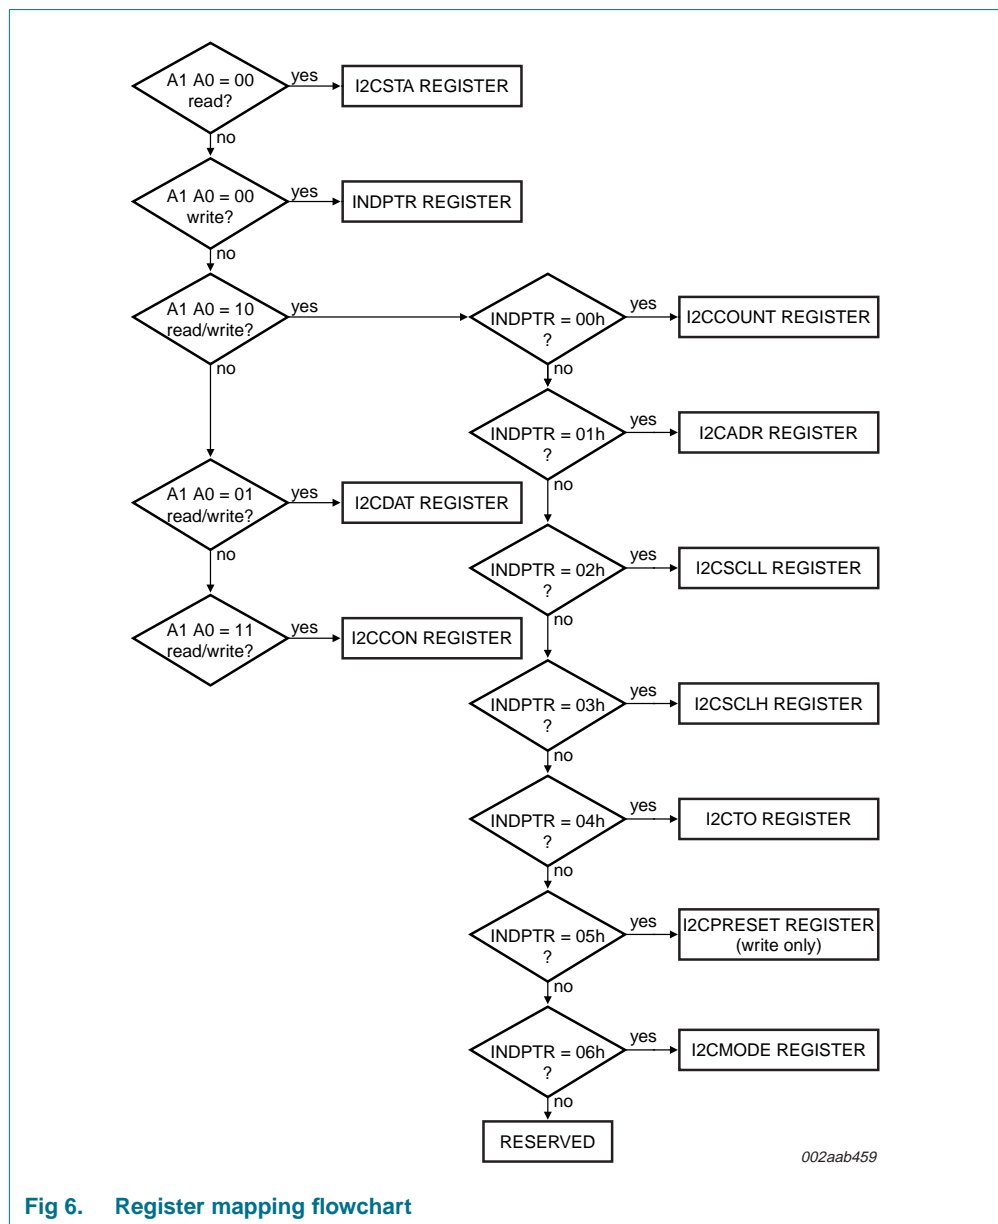 A1 A0 = 00
read?
yes
I2CSTA REGISTER
no
A1 A0 = 00
write?
yes
INDPTR REGISTER
no
A1 A0 = 10
read/write?
yes
no
INDPTR = 00h
?
yes
I2CCOUNT REGISTER
no
INDPTR = 01h
?
yes
I2CADR REGISTER
no
A1 A0 = 01
read/write?
yes
I2CDAT REGISTER
no
INDPTR = 02h
?
yes
I2CSCLL REGISTER
no
A1 A0 = 11
read/write?
yes
I2CCON REGISTER
INDPTR = 03h
?
yes
I2CSCLH REGISTER
no
INDPTR = 04h
?
yes
I2CTO REGISTER
no
INDPTR = 05h
?
yes
I2CPRESET REGISTER
(write only)
no
INDPTR = 06h
?
yes
I2CMODE REGISTER
no
RESERVED
002aab459
Fig 6. Register mapping flowchart